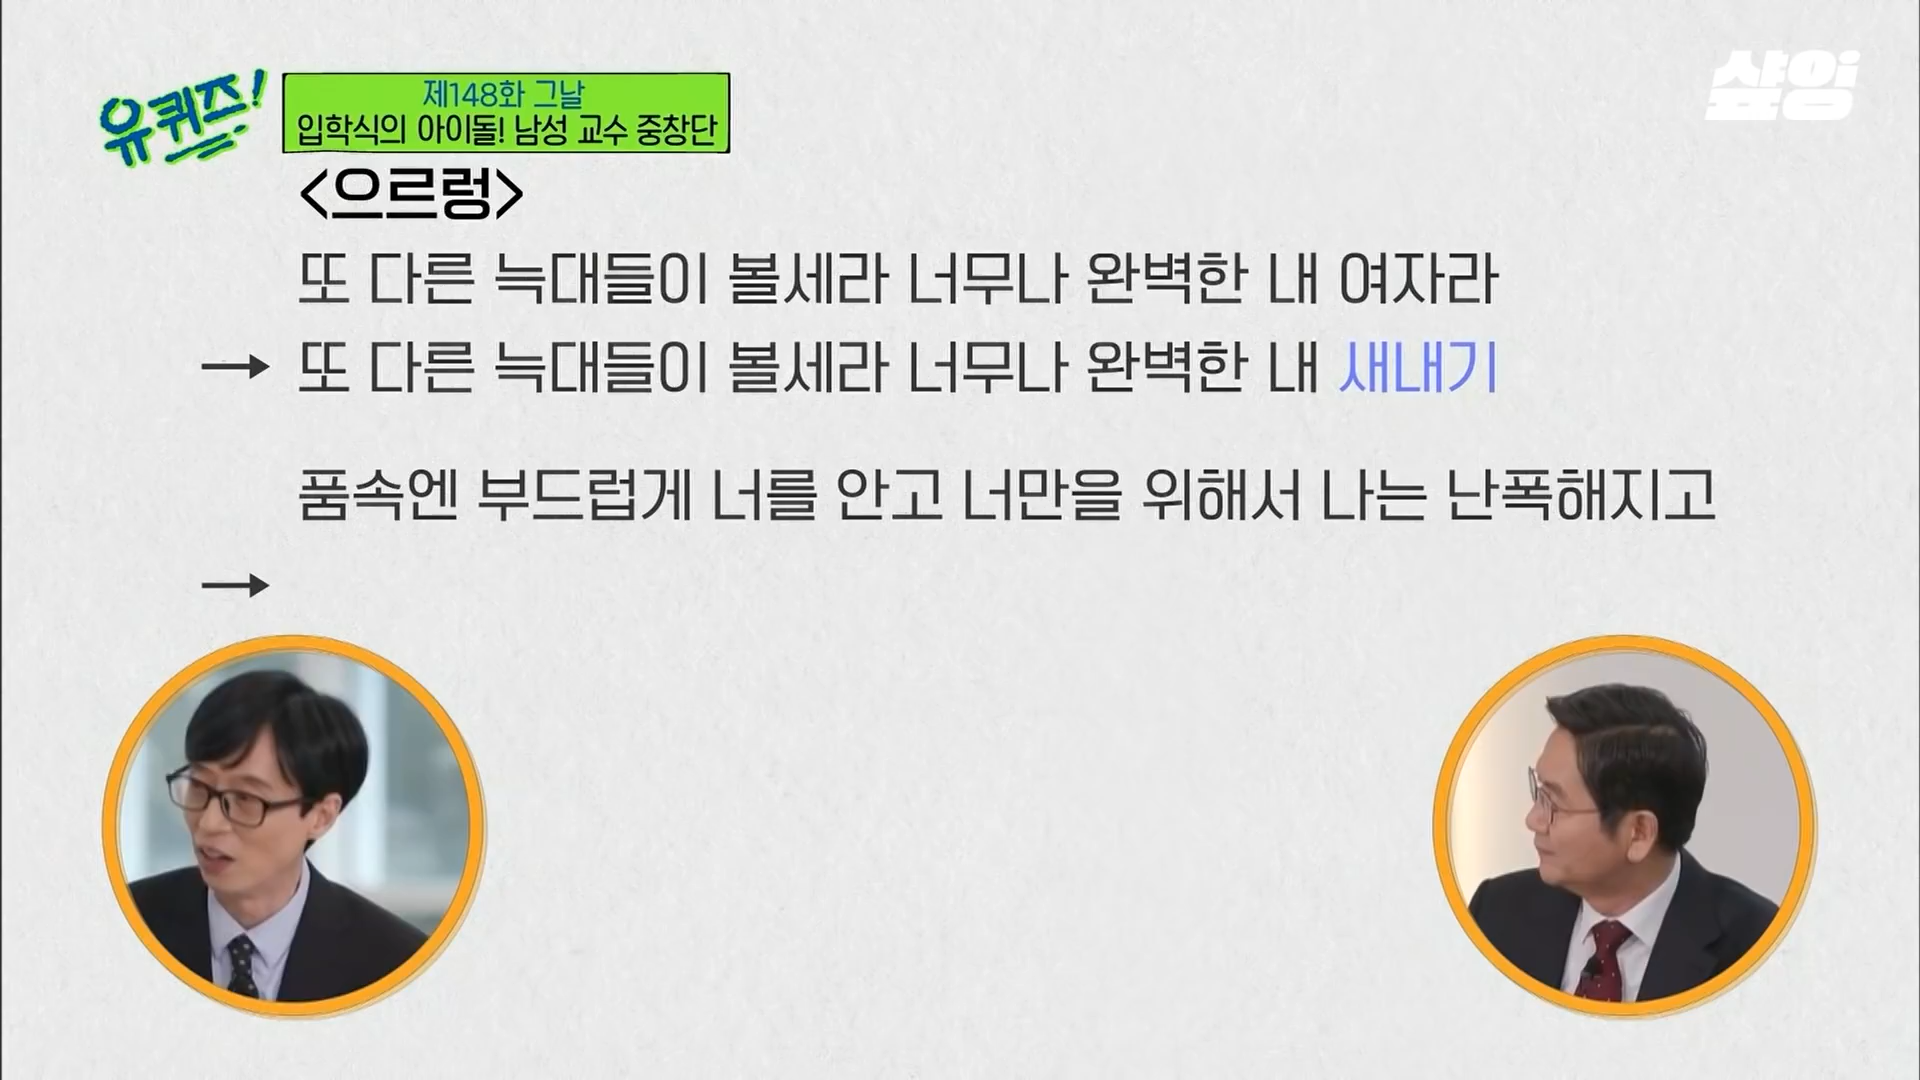 유퀴즈!
제148화 그날
입학식의 아이돌! 남성 교수 중창단
샾잉
<으르렁>
또 다른 늑대들이 볼세라 너무나 완벽한 내 여자라
→ 또 다른 늑대들이 볼세라 너무나 완벽한 내 새내기
품속엔 부드럽게 너를 안고 너만을 위해서 나는 난폭해지고
→